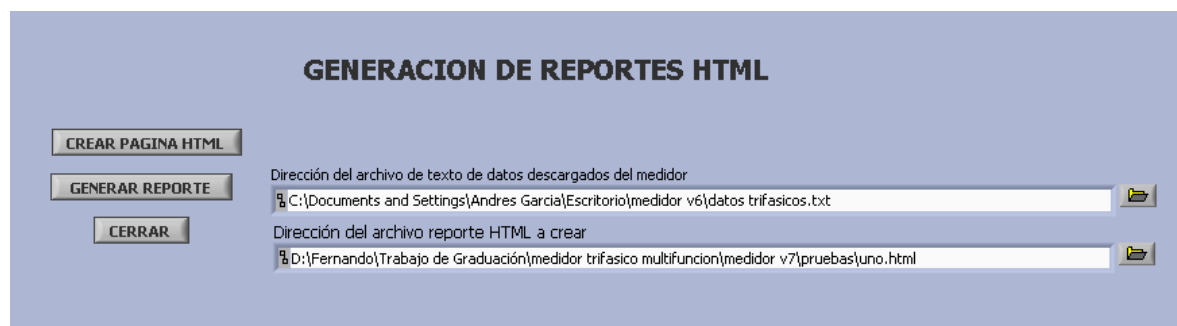 GENERACION DE REPORTES HTML
CREAR PAGINA HTML
GENERAR REPORTE
CERRAR
Dirección del archivo de texto de datos descargados del medidor
C:\Documents and Settings\Andres Garcia\Escritorio\medidor v6\datos trifasicos.txt
Dirección del archivo reporte HTML a crear
D:\Fernando\Trabajo de Graduación\medidor trifasico multifuncion\medidor v7\pruebas\uno.html